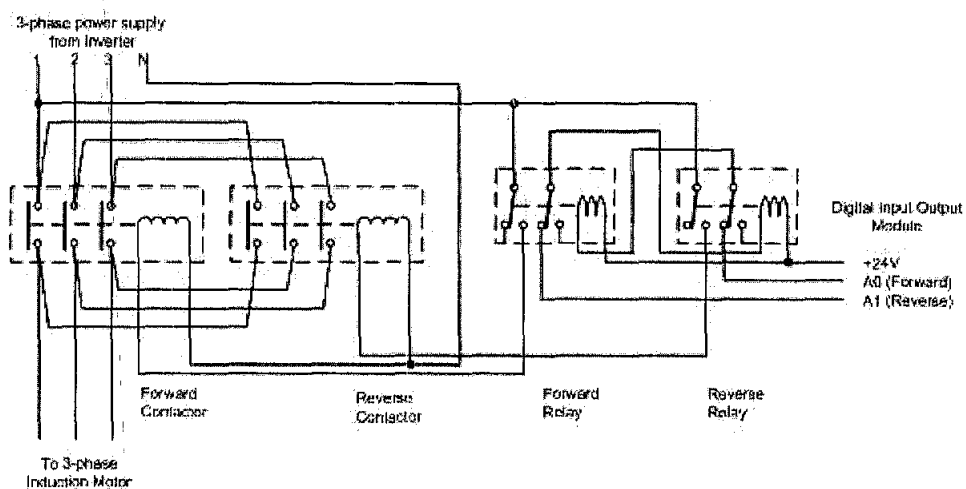 3-phase power supply
from Inverter
1 2 3 N
Digital Input Output
Module
+24V
A0 (Forward)
A1 (Reverse)
Forward
Contactor
Reverse
Contactor
Forward
Relay
Reverse
Relay
To 3-phase
Induction Motor